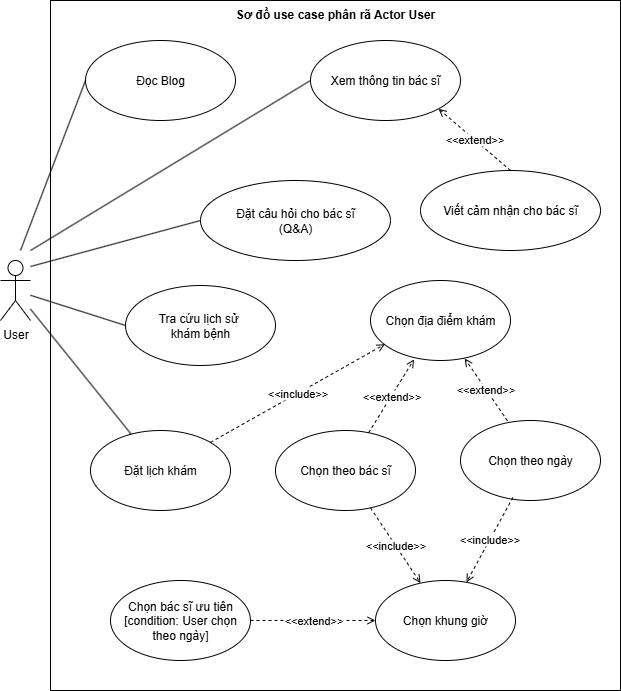 Sơ đồ use case phân rã Actor User
Đọc Blog
Xem thông tin bác sĩ
<<extend>>
Viết cảm nhận cho bác sĩ
Đặt câu hỏi cho bác sĩ
(Q&A)
User
Tra cứu lịch sử
khám bệnh
Chọn địa điểm khám
<<include>>
<<extend>>
<<extend>>
Đặt lịch khám
Chọn theo bác sĩ
Chọn theo ngày
<<include>>
<<include>>
Chọn bác sĩ ưu tiên
[condition: User chọn
theo ngày]
<<extend>>
Chọn khung giờ